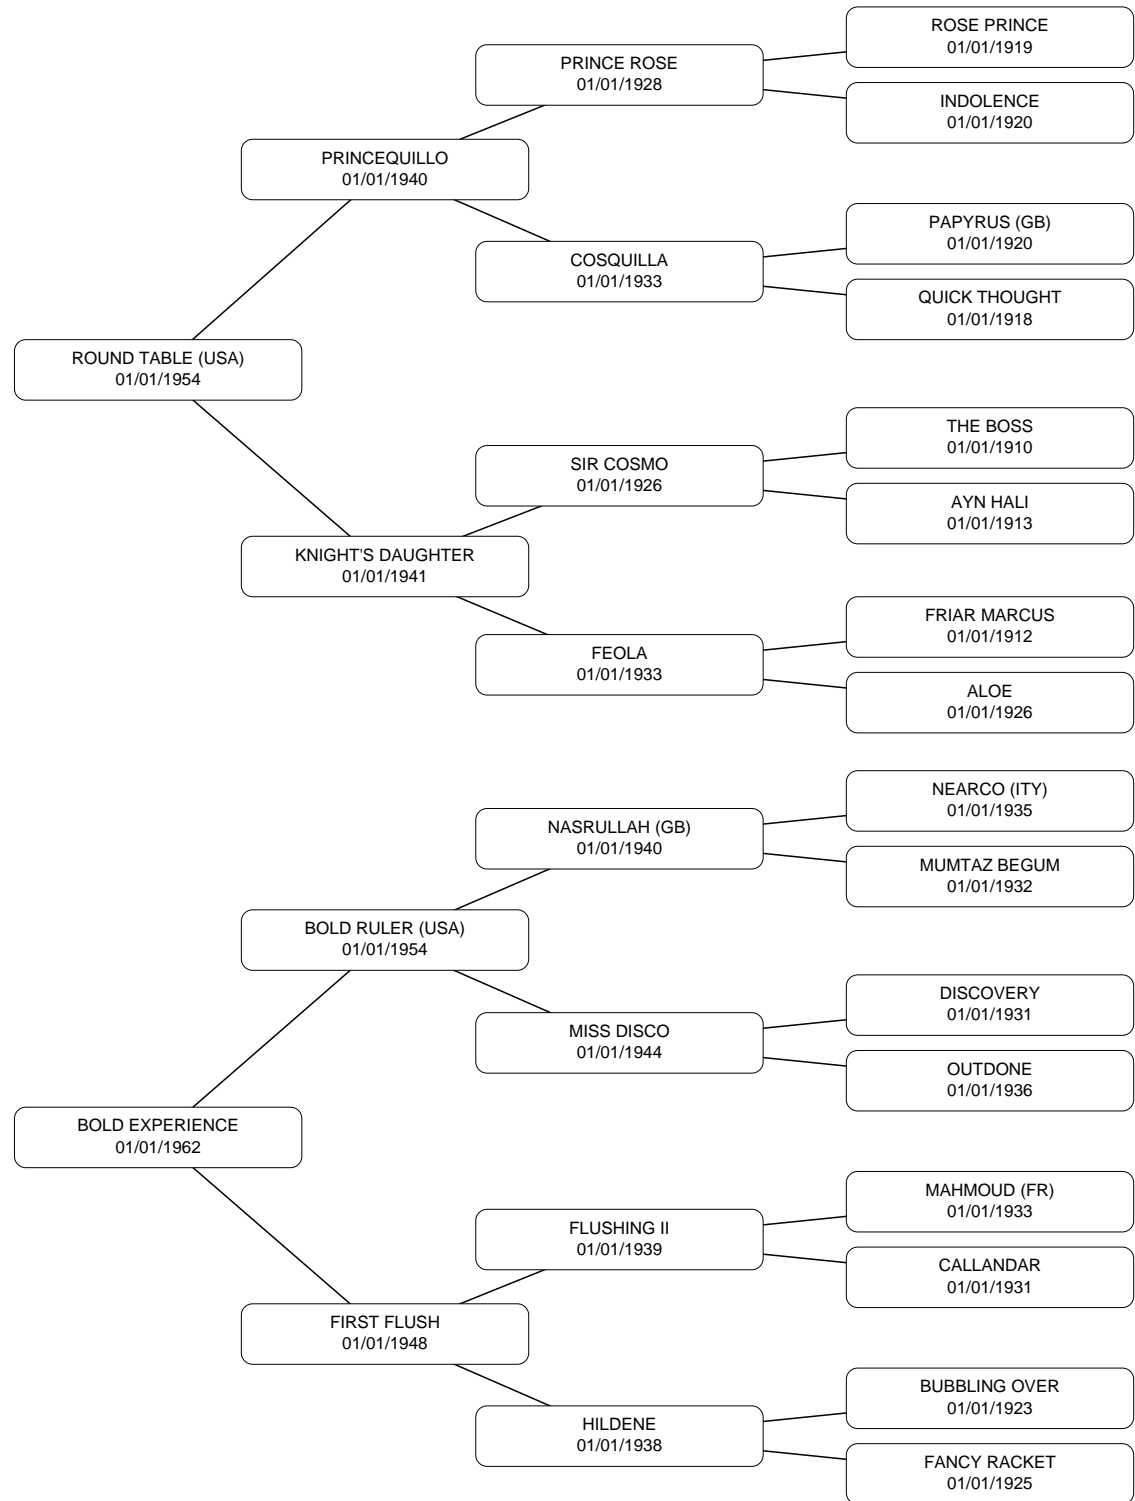 ROSE PRINCE
01/01/1919
PRINCE ROSE
01/01/1928
INDOLENCE
01/01/1920
PRINCEQUILLO
01/01/1940
PAPYRUS (GB)
01/01/1920
COSQUILLA
01/01/1933
QUICK THOUGHT
01/01/1918
ROUND TABLE (USA)
01/01/1954
THE BOSS
01/01/1910
SIR COSMO
01/01/1926
AYN HALI
01/01/1913
KNIGHT'S DAUGHTER
01/01/1941
FRIAR MARCUS
01/01/1912
FEOLA
01/01/1933
ALOE
01/01/1926
NEARCO (ITY)
01/01/1935
NASRULLAH (GB)
01/01/1940
MUMTAZ BEGUM
01/01/1932
BOLD RULER (USA)
01/01/1954
DISCOVERY
01/01/1931
MISS DISCO
01/01/1944
OUTDONE
01/01/1936
BOLD EXPERIENCE
01/01/1962
MAHMOUD (FR)
01/01/1933
FLUSHING II
01/01/1939
CALLANDAR
01/01/1931
FIRST FLUSH
01/01/1948
BUBBLING OVER
01/01/1923
HILDENE
01/01/1938
FANCY RACKET
01/01/1925